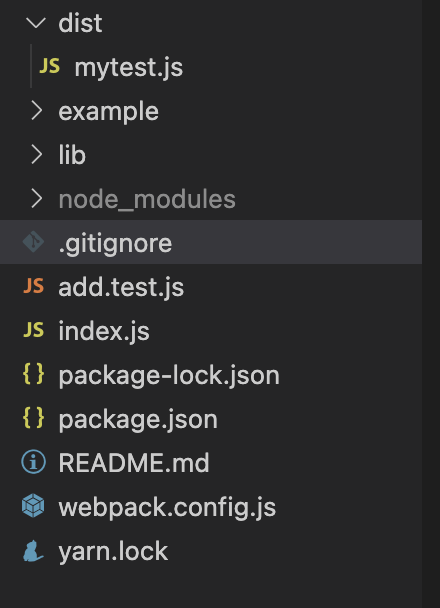 dist
JS mytest.js
example
lib
node_modules
.gitignore
JS add.test.js
JS index.js
{} package-lock.json
{} package.json
README.md
webpack.config.js
yarn.lock